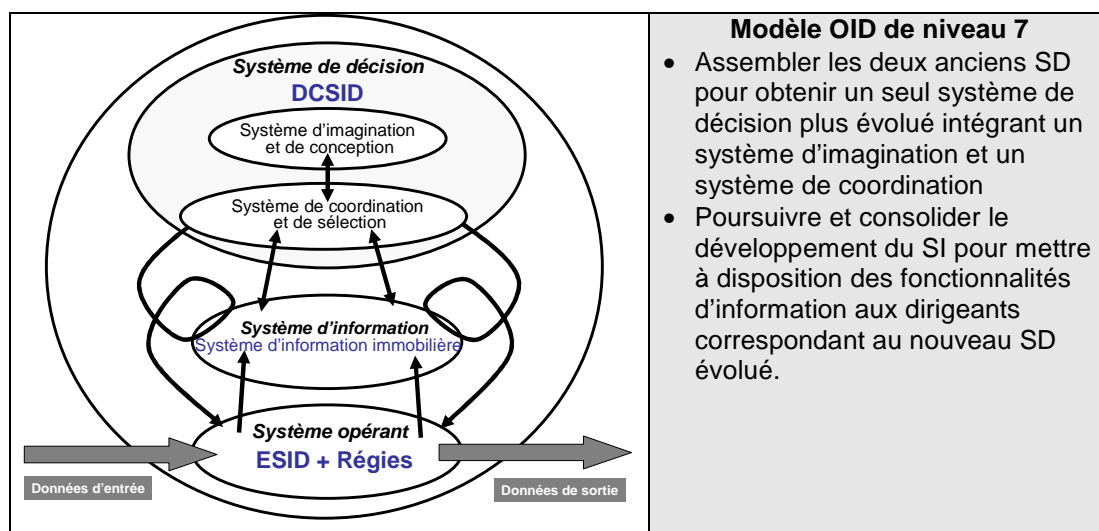 Système de décision
DCSID
Système d’imagination
et de conception
Système de coordination
et de sélection
Système d’information
Système d’information immobilière
Système opérant
ESID + Régies
Données d’entrée
Données de sortie
Modèle OID de niveau 7
• Assembler les deux anciens SD
pour obtenir un seul système de
décision plus évolué intégrant un
système d’imagination et un
système de coordination
• Poursuivre et consolider le
développement du SI pour mettre
à disposition des fonctionnalités
d’information aux dirigeants
correspondant au nouveau SD
évolué.